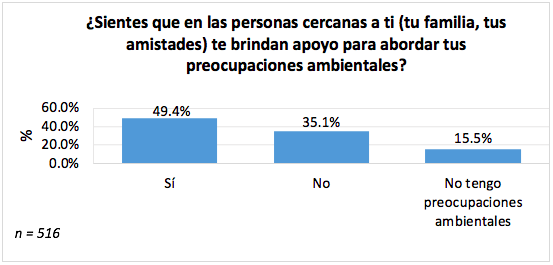 ¿Sientes que en las personas cercanas a ti (tu familia, tus
amistades) te brindan apoyo para abordar tus
preocupaciones ambientales?
%
60.0%
40.0%
20.0%
0.0%
49.4%
35.1%
15.5%
Sí
No
No tengo
preocupaciones
ambientales
n = 516